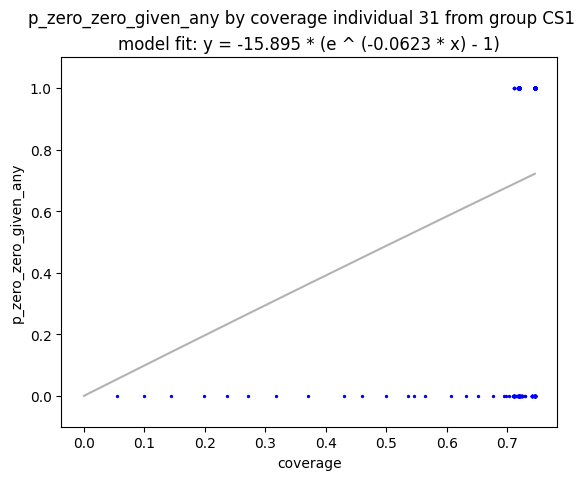 p_zero_zero_given_any by coverage individual 31 from group CS1
model fit: y = -15.895 * (e ^ (-0.0623 * x) - 1)
1.0
0.8
0.6
0.4
0.2
0.0
p_zero_zero_given_any
0.0 0.1 0.2 0.3 0.4 0.5 0.6 0.7
coverage